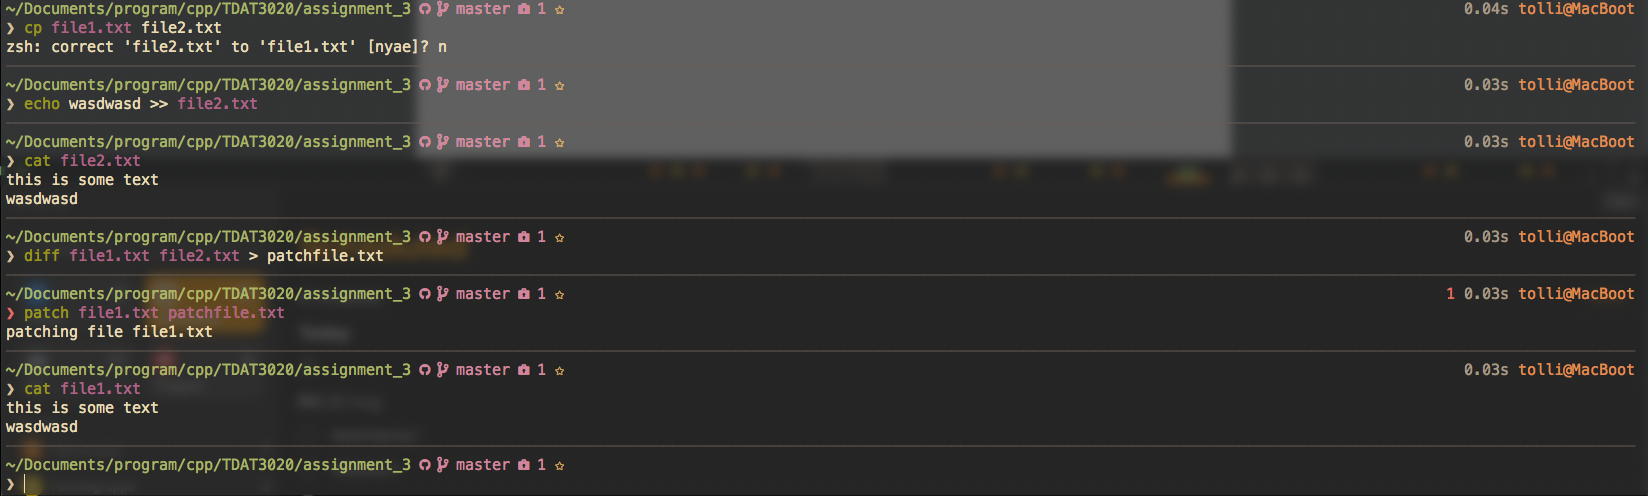 ~/Documents/program/cpp/TDAT3020/assignment_3 master 1 ☆ 0.04s tolli@MacBoot
❯ cp file1.txt file2.txt
zsh: correct 'file2.txt' to 'file1.txt' [nyae]? n
~/Documents/program/cpp/TDAT3020/assignment_3 master 1 ☆ 0.03s tolli@MacBoot
❯ echo wasdwasd >> file2.txt
~/Documents/program/cpp/TDAT3020/assignment_3 master 1 ☆ 0.03s tolli@MacBoot
❯ cat file2.txt
this is some text
wasdwasd
~/Documents/program/cpp/TDAT3020/assignment_3 master 1 ☆ 0.03s tolli@MacBoot
❯ diff file1.txt file2.txt > patchfile.txt
~/Documents/program/cpp/TDAT3020/assignment_3 master 1 ☆ 1 0.03s tolli@MacBoot
❯ patch file1.txt patchfile.txt
patching file file1.txt
~/Documents/program/cpp/TDAT3020/assignment_3 master 1 ☆ 0.03s tolli@MacBoot
❯ cat file1.txt
this is some text
wasdwasd
~/Documents/program/cpp/TDAT3020/assignment_3 master 1 ☆ 0.03s tolli@MacBoot
❯